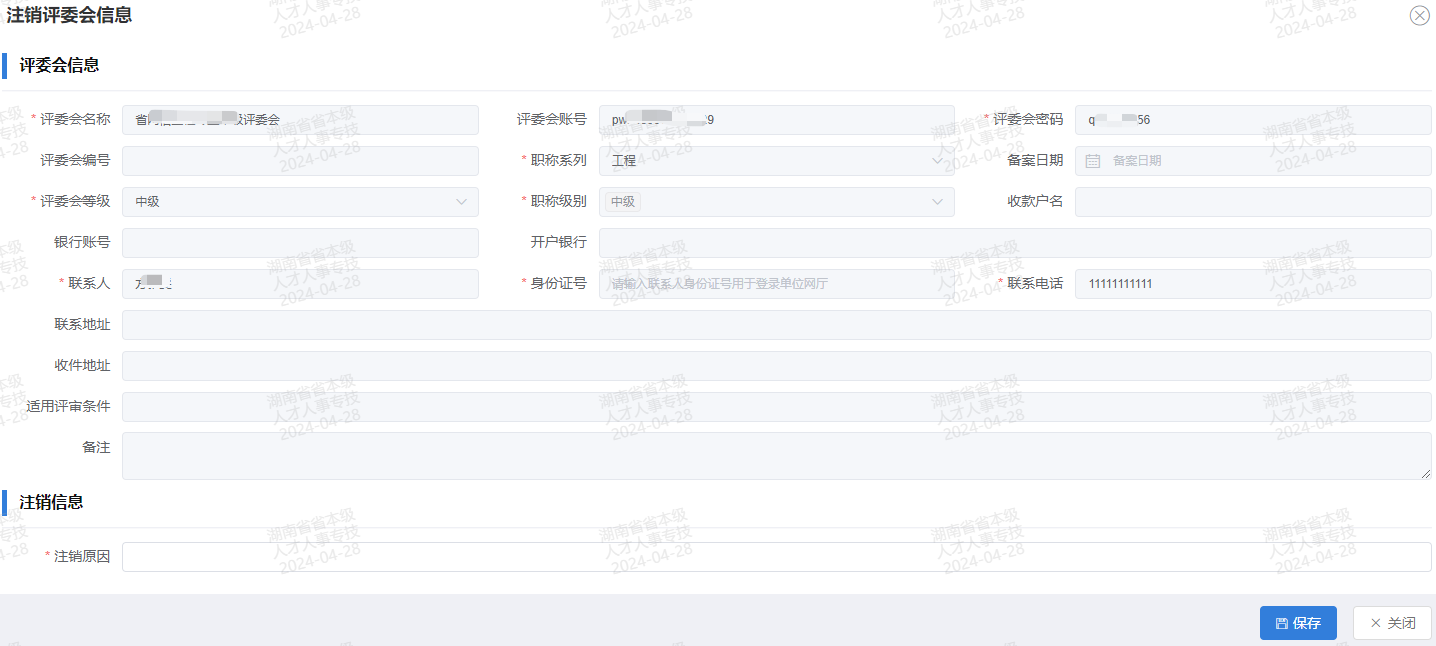 注销评委会信息
评委会信息
* 评委会名称 省 级评委会 评委会账号 pw 9 * 评委会密码 q 56
评委会编号 * 职称系列 工程 备案日期 备案日期
* 评委会等级 中级 * 职称级别 中级 收款户名
银行账号 开户银行
* 联系人 * 身份证号 请输入联系人身份证号用于登录单位网厅 * 联系电话 11111111111
联系地址
收件地址
适用评审条件
备注
注销信息
* 注销原因
保存 关闭
湖南省省本级
人才人事专技
2024-04-28